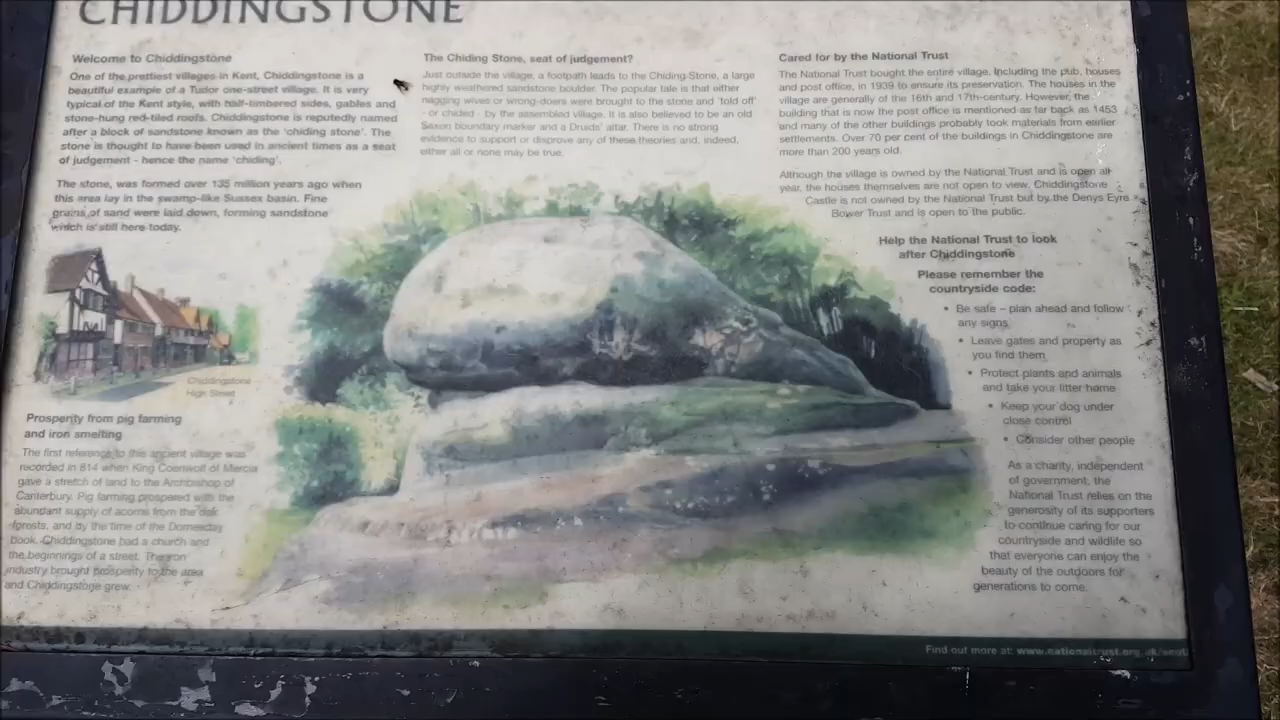 CHIDDINGSTONE
Welcome to Chiddingstone
One of the prettiest villages in Kent, Chiddingstone is a
beautiful example of a Tudor one-street village. It is very
typical of the Kent style, with half-timbered sides, gables and
stone-hung red-tiled roofs. Chiddingstone is reputedly named
after a block of sandstone known as the 'chiding stone'. The
stone is thought to have been used in ancient times as a seat
of judgement - hence the name 'chiding'.
The stone, was formed over 135 million years ago when
this area lay in the swamp-like Sussex basin. Fine
grains of sand were laid down, forming sandstone
which is still here today.
Chiddingstone
High Street
Prosperity from pig farming
and iron smelting
The first reference to this ancient village was
recorded in 814 when King Coenwolf of Mercia
gave a stretch of land to the Archbishop of
Canterbury. Pig farming prospered with the
abundant supply of acorns from the oak
forests, and by the time of the Domesday
book, Chiddingstone had a church and
the beginnings of a street. The iron
industry brought prosperity to the area
and Chiddingstone grew.
The Chiding Stone, seat of judgement?
Just outside the village, a footpath leads to the Chiding Stone, a large
highly weathered sandstone boulder. The popular tale is that either
nagging wives or wrong-doers were brought to the stone and 'told off'
- or chided - by the assembled village. It is also believed to be an old
Saxon boundary marker and a Druids' altar. There is no strong
evidence to support or disprove any of these theories and, indeed,
either all or none may be true.
Cared for by the National Trust
The National Trust bought the entire village, including the pub, houses
and post office, in 1939 to ensure its preservation. The houses in the
village are generally of the 16th and 17th-century. However, the
building that is now the post office is mentioned as far back as 1453
and many of the other buildings probably took materials from earlier
settlements. Over 70 per cent of the buildings in Chiddingstone are
more than 200 years old.
Although the village is owned by the National Trust and is open all
year, the houses themselves are not open to view. Chiddingstone
Castle is not owned by the National Trust but by the Denys Eyre
Bower Trust and is open to the public.
Help the National Trust to look
after Chiddingstone
Please remember the
countryside code:
• Be safe – plan ahead and follow
any signs
• Leave gates and property as
you find them
• Protect plants and animals
and take your litter home
• Keep your dog under
close control
• Consider other people
As a charity, independent
of government, the
National Trust relies on the
generosity of its supporters
to continue caring for our
countryside and wildlife so
that everyone can enjoy the
beauty of the outdoors for
generations to come.
Find out more at: www.nationaltrust.org.uk/